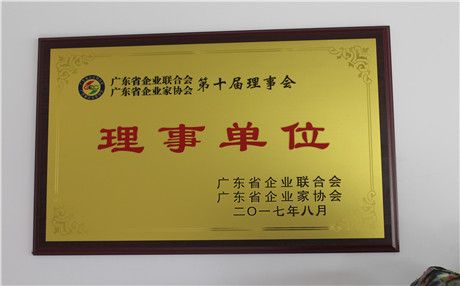 广东省企业联合会
广东省企业家协会 第十届理事会
理事单位
广东省企业联合会
广东省企业家协会
二〇一七年八月